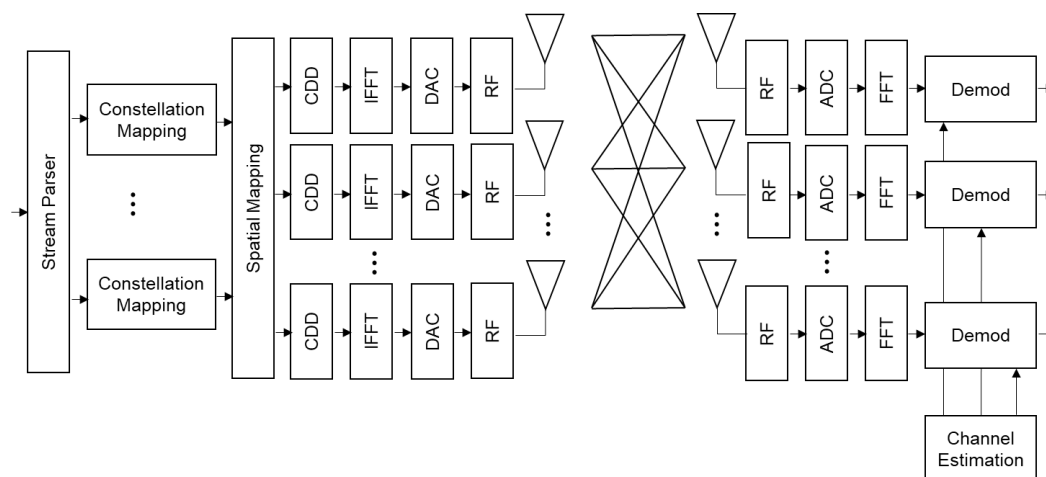 Stream Parser
Constellation
Mapping
Constellation
Mapping
Spatial Mapping
CDD
IFFT
DAC
RF
CDD
IFFT
DAC
RF
CDD
IFFT
DAC
RF
RF
ADC
FFT
Demod
RF
ADC
FFT
Demod
RF
ADC
FFT
Demod
Channel
Estimation